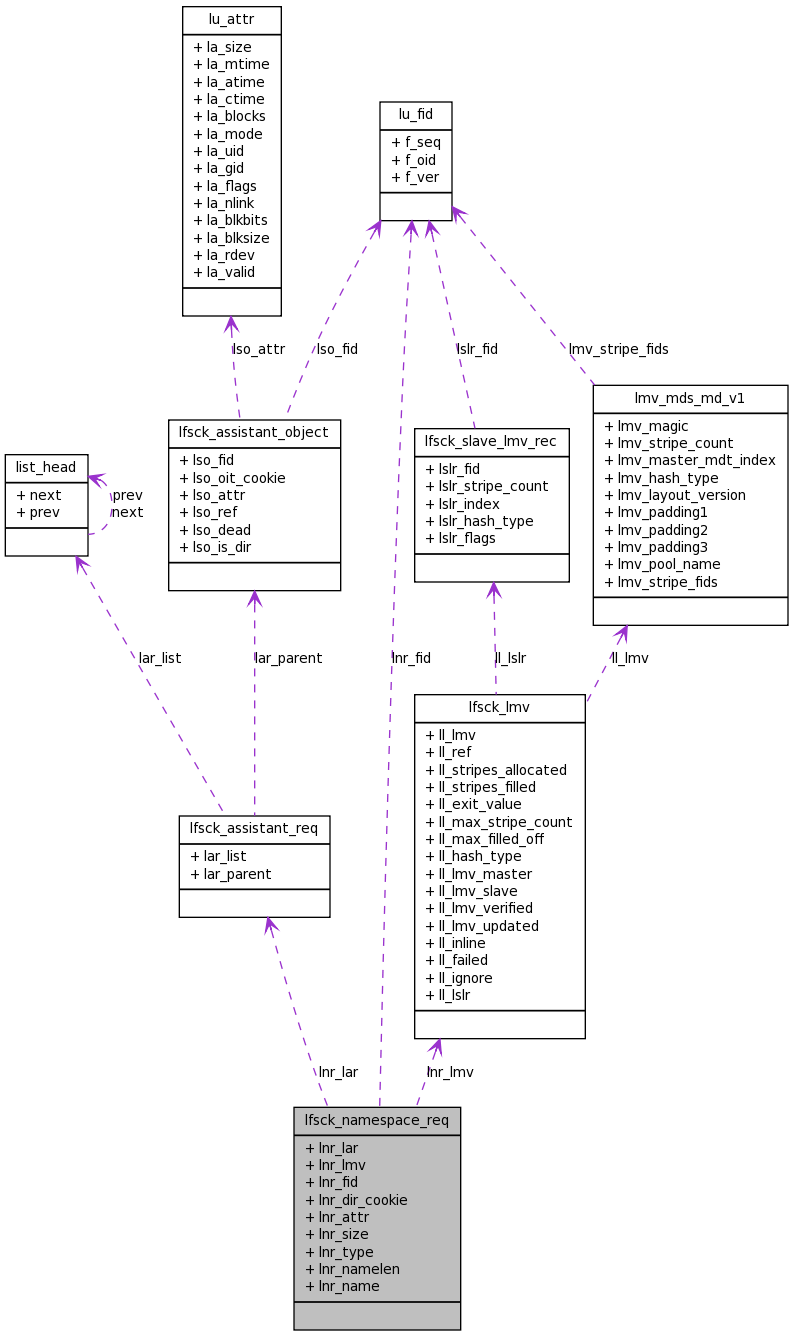 lu_attr
+ la_size
+ la_mtime
+ la_atime
+ la_ctime
+ la_blocks
+ la_mode
+ la_uid
+ la_gid
+ la_flags
+ la_nlink
+ la_blkbits
+ la_blksize
+ la_rdev
+ la_valid
lu_fid
+ f_seq
+ f_oid
+ f_ver
lso_attr
lso_fid
lslr_fid
lmv_stripe_fids
lmv_mds_md_v1
+ lmv_magic
+ lmv_stripe_count
+ lmv_master_mdt_index
+ lmv_hash_type
+ lmv_layout_version
+ lmv_padding1
+ lmv_padding2
+ lmv_padding3
+ lmv_pool_name
+ lmv_stripe_fids
lfsck_assistant_object
+ lso_fid
+ lso_oit_cookie
+ lso_attr
+ lso_ref
+ lso_dead
+ lso_is_dir
lfsck_slave_lmv_rec
+ lslr_fid
+ lslr_stripe_count
+ lslr_index
+ lslr_hash_type
+ lslr_flags
list_head
+ next
+ prev
prev
next
lar_list
lar_parent
lnr_fid
ll_lslr
ll_lmv
lfsck_lmv
+ ll_lmv
+ ll_ref
+ ll_stripes_allocated
+ ll_stripes_filled
+ ll_exit_value
+ ll_max_stripe_count
+ ll_max_filled_off
+ ll_hash_type
+ ll_lmv_master
+ ll_lmv_slave
+ ll_lmv_verified
+ ll_lmv_updated
+ ll_inline
+ ll_failed
+ ll_ignore
+ ll_lslr
lfsck_assistant_req
+ lar_list
+ lar_parent
lnr_lar
lnr_lmv
lfsck_namespace_req
+ lnr_lar
+ lnr_lmv
+ lnr_fid
+ lnr_dir_cookie
+ lnr_attr
+ lnr_size
+ lnr_type
+ lnr_namelen
+ lnr_name